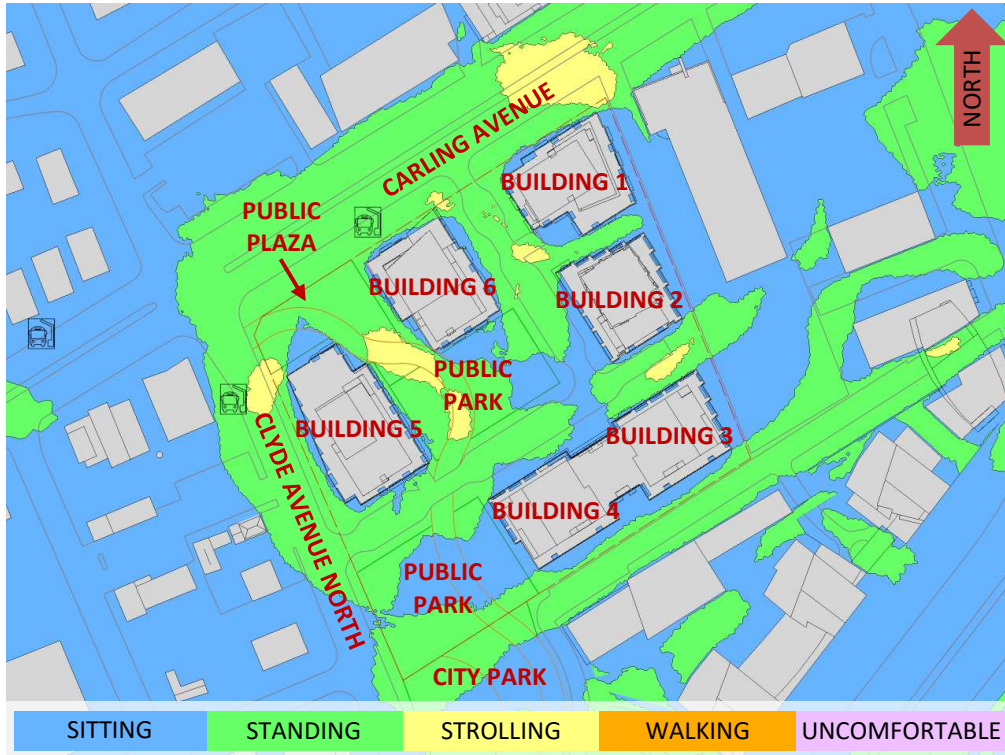 NORTH
CARLING AVENUE
BUILDING 1
PUBLIC
PLAZA
BUILDING 6
BUILDING 2
PUBLIC
PARK
BUILDING 5
BUILDING 3
CLYDE AVENUE NORTH
BUILDING 4
PUBLIC
PARK
CITY PARK
SITTING
STANDING
STROLLING
WALKING
UNCOMFORTABLE